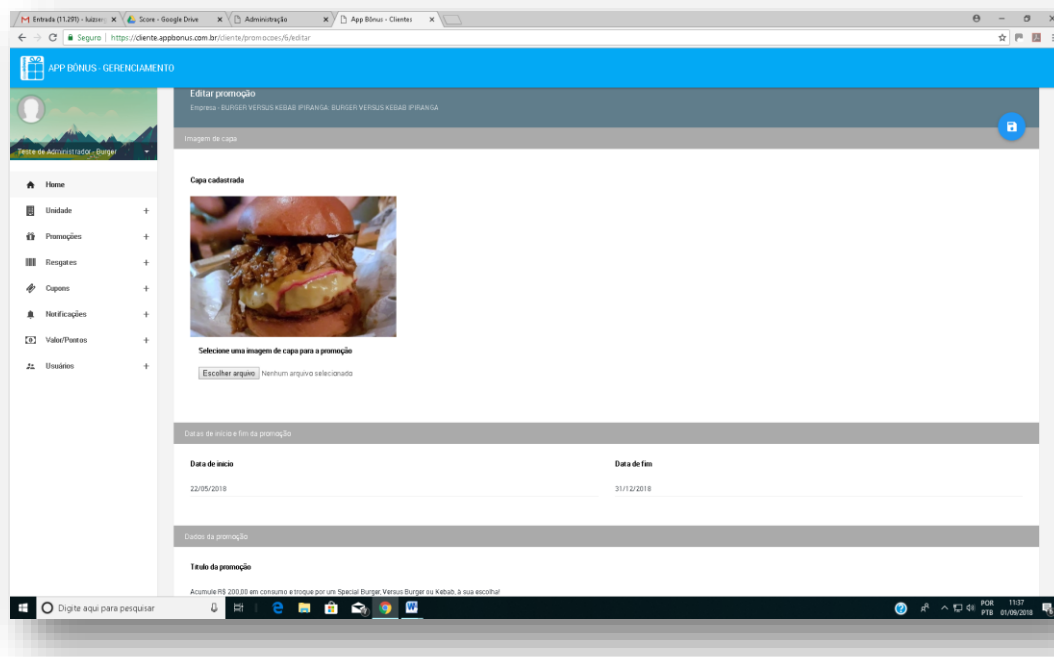 Entrada (11.291) - luizserg
Score - Google Drive
Administração
App Bônus - Clientes
Seguro | https://cliente.appbonus.com.br/cliente/promocoes/6/editar
APP BÔNUS - GERENCIAMENTO
Teste de Administrador - Burger
Home
Unidade
Promoções
Resgates
Cupons
Notificações
Valor/Pontos
Usuários
Editar promoção
Empresa - BURGER VERSUS KEBAB IPIRANGA: BURGER VERSUS KEBAB IPIRANGA
Imagem de capa
Capa cadastrada
Selecione uma imagem de capa para a promoção
Escolher arquivo Nenhum arquivo selecionado
Datas de início e fim da promoção
Data de início
Data de fim
22/05/2018
31/12/2018
Dados da promoção
Título da promoção
Acumule R$ 200,00 em consumo e troque por um Special Burger, Versus Burger ou Kebab, à sua escolha!
Digite aqui para pesquisar
POR
PTB
11:37
01/09/2018